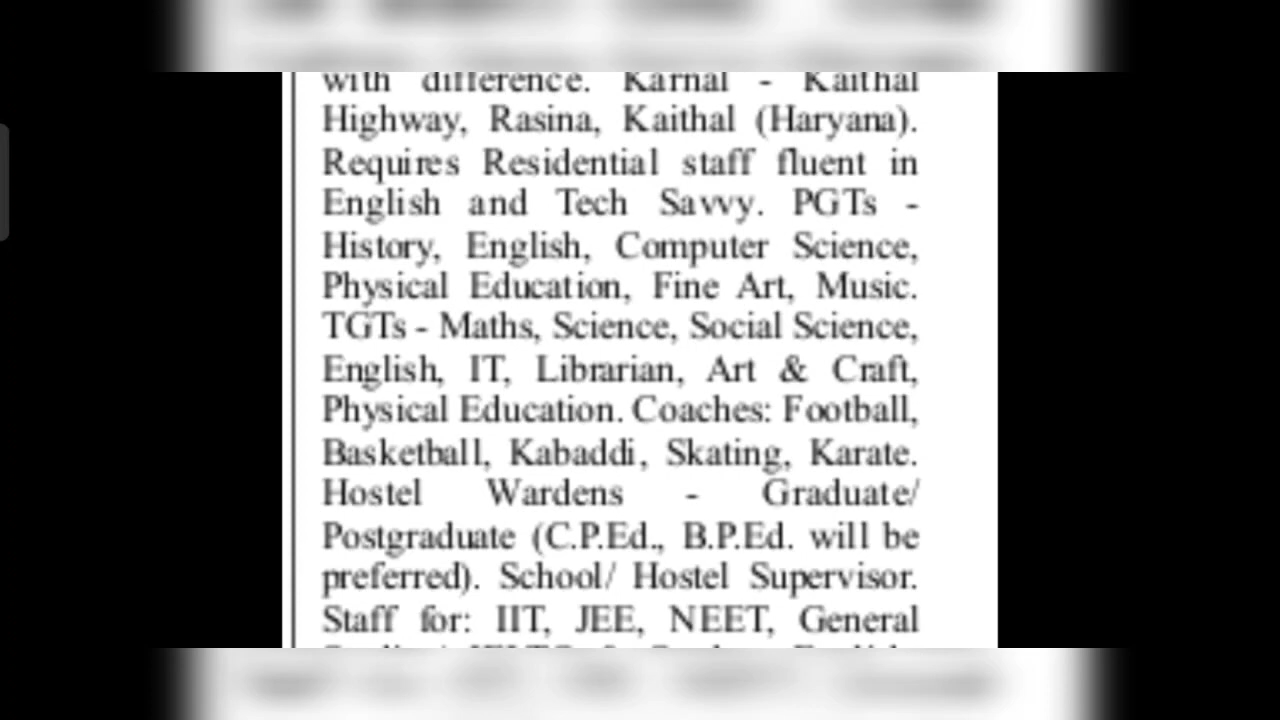 with difference. Karnal - Kaithal
Highway, Rasina, Kaithal (Haryana).
Requires Residential staff fluent in
English and Tech Savvy. PGTs -
History, English, Computer Science,
Physical Education, Fine Art, Music.
TGTs - Maths, Science, Social Science,
English, IT, Librarian, Art & Craft,
Physical Education. Coaches: Football,
Basketball, Kabaddi, Skating, Karate.
Hostel Wardens - Graduate/
Postgraduate (C.P.Ed., B.P.Ed. will be
preferred). School/ Hostel Supervisor.
Staff for: IIT, JEE, NEET, General